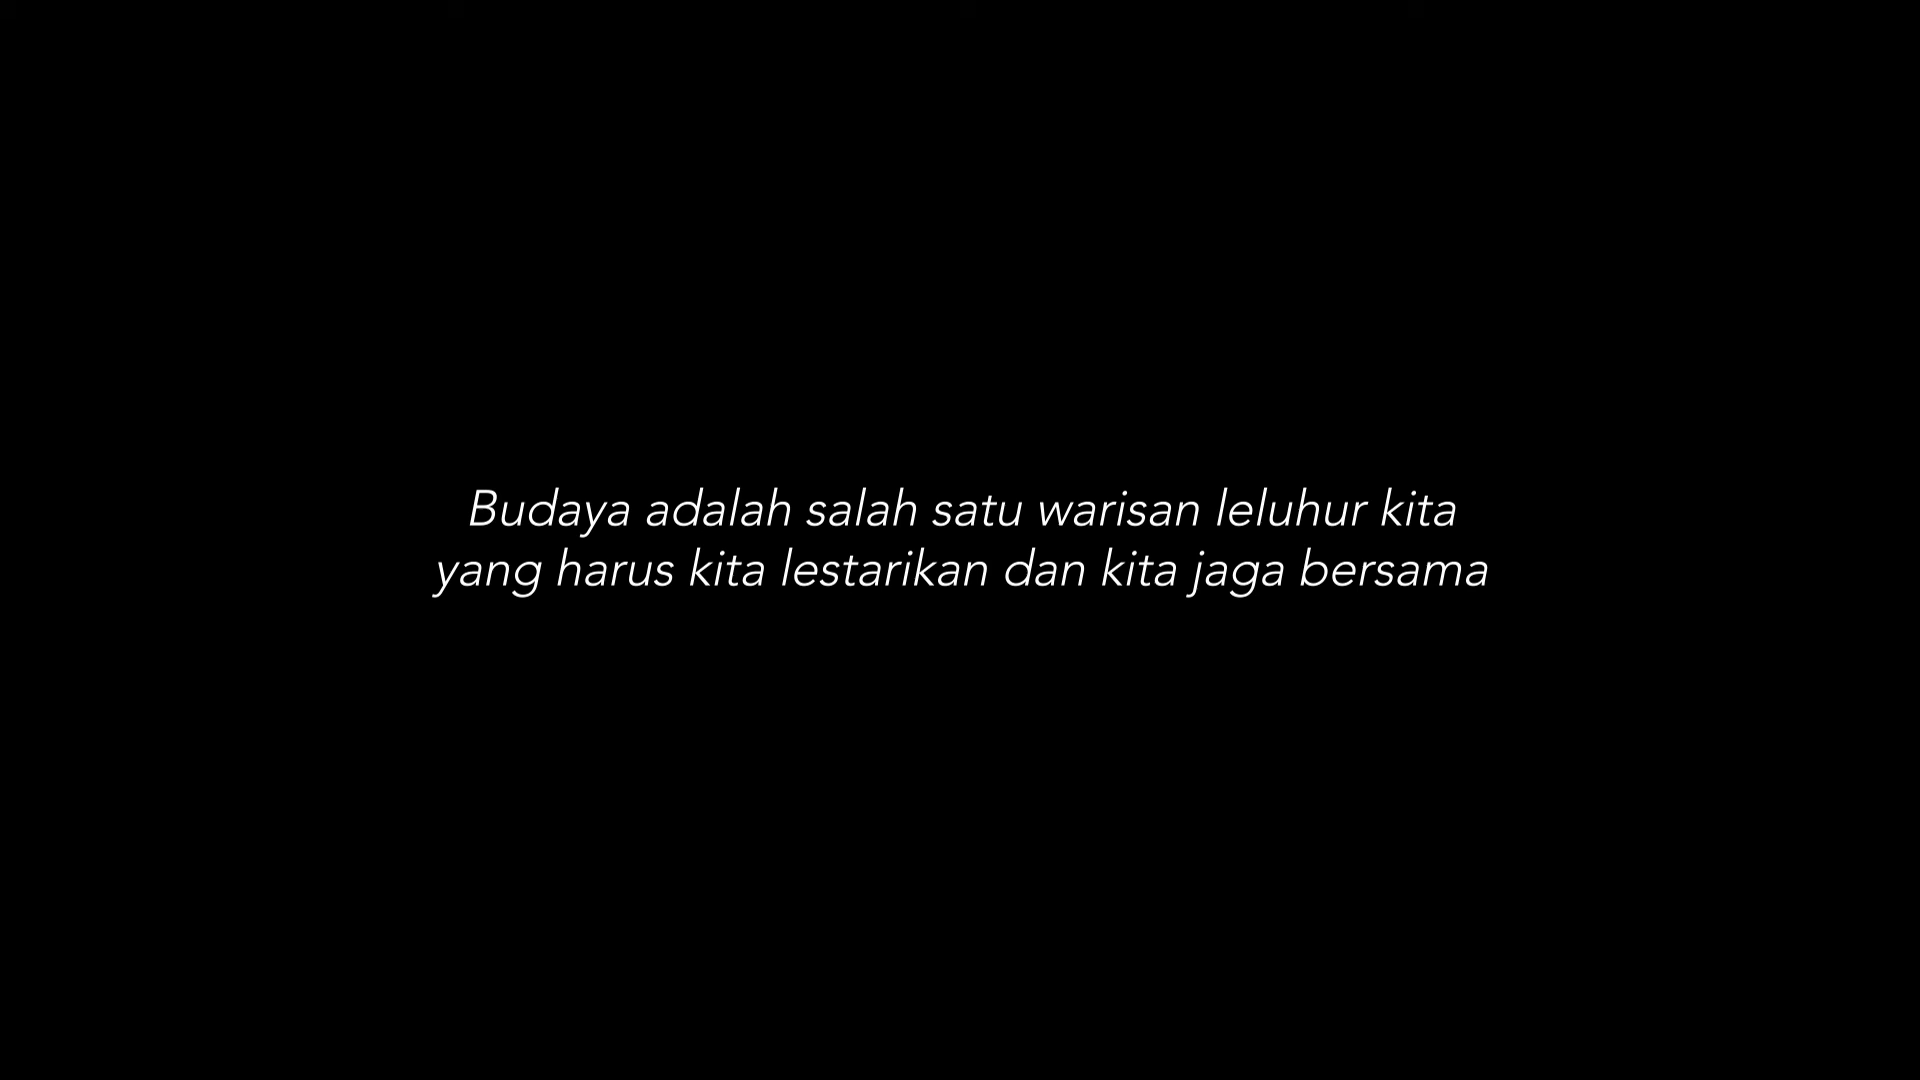 Budaya adalah salah satu warisan leluhur kita
yang harus kita lestarikan dan kita jaga bersama